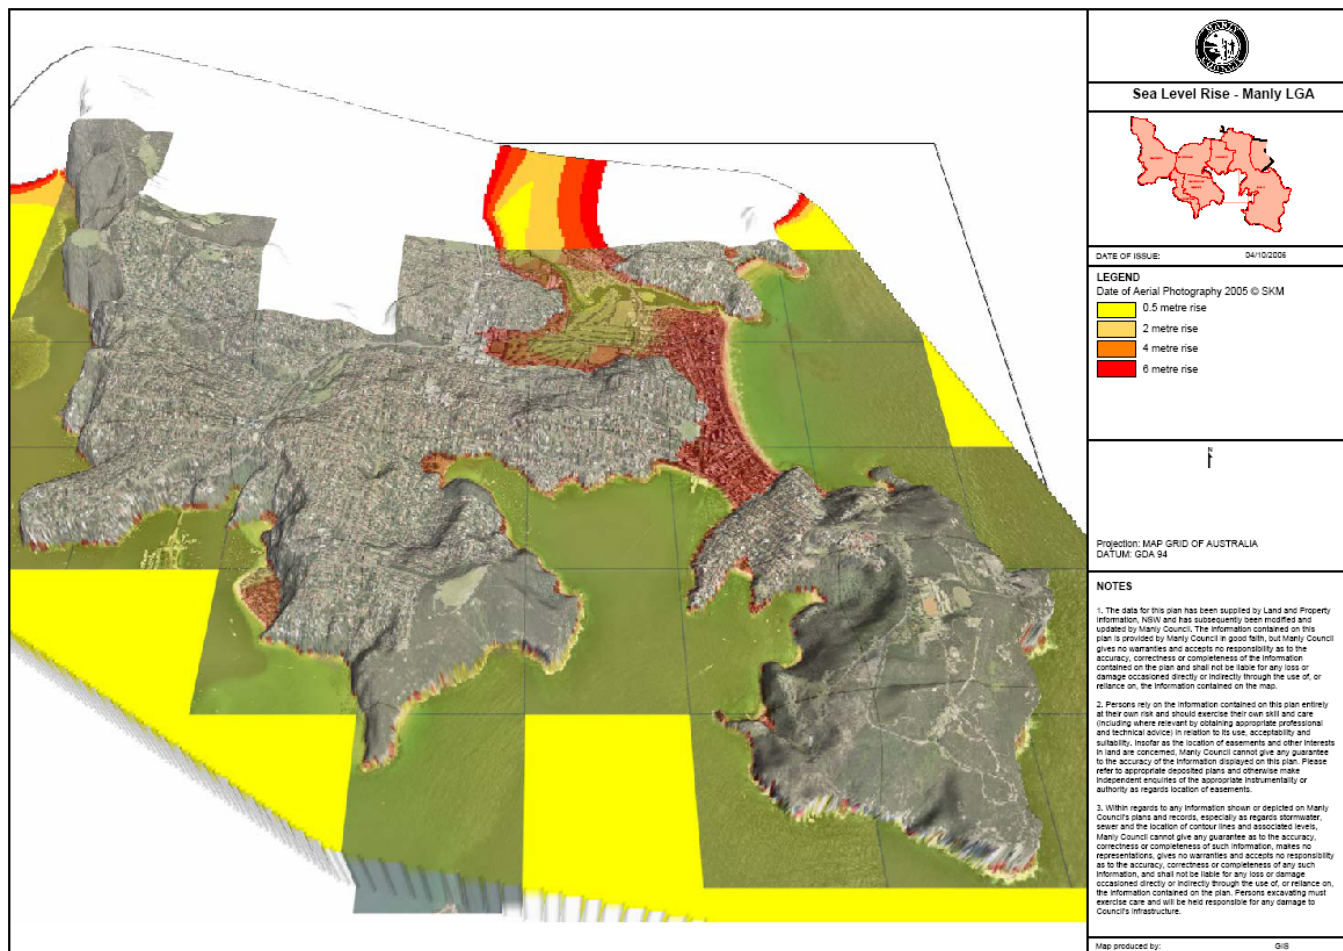 MANLY
COUNCIL
Sea Level Rise - Manly LGA
DATE OF ISSUE: 04/10/2006
LEGEND
Date of Aerial Photography 2005 © SKM
0.5 metre rise
2 metre rise
4 metre rise
6 metre rise
N
Projection: MAP GRID OF AUSTRALIA
DATUM: GDA 94
NOTES
1. The data for this plan has been supplied by Land and Property
Information, NSW and has subsequently been modified and
updated by Manly Council. The information contained on this
plan is provided by Manly Council in good faith, but Manly Council
gives no warranties and accepts no responsibility as to the
accuracy, correctness or completeness of the information
contained on the plan and shall not be liable for any loss or
damage occasioned directly or indirectly through the use of, or
reliance on, the information contained on the map.
2. Persons rely on the information contained on this plan entirely
at their own risk and should exercise their own skill and care
(including where relevant by obtaining appropriate professional
and technical advice) in relation to its use, acceptability and
suitability. Insofar as the location of easements and other interests
in land are concerned, Manly Council cannot give any guarantee
to the accuracy of the information displayed on this plan. Please
refer to appropriate deposited plans and otherwise make
independent enquiries of the appropriate instrumentality or
authority as regards location of easements.
3. Within regards to any information shown or depicted on Manly
Council's plans and records, especially as regards stormwater,
sewer and the location of contour lines and associated levels,
Manly Council cannot give any guarantee as to the accuracy,
correctness or completeness of such information, makes no
representations, gives no warranties and accepts no responsibility
as to the accuracy, correctness or completeness of any such
information, and shall not be liable for any loss or damage
occasioned directly or indirectly through the use of, or reliance on,
the information contained on the plan. Persons excavating must
exercise care and will be held responsible for any damage to
Council's infrastructure.
Map produced by: GIS